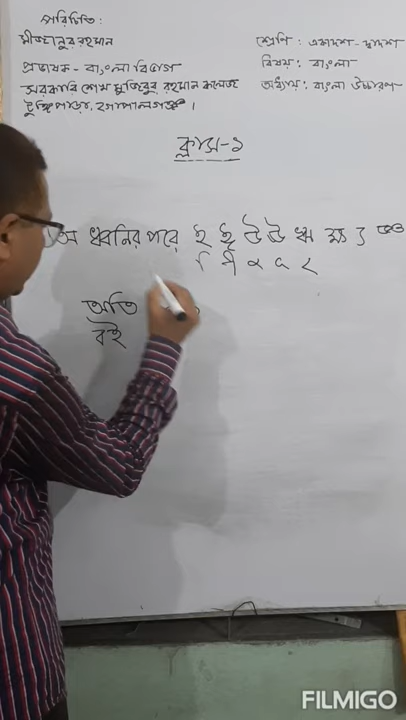 পরিচিতি:
মীজানুর রহমান
প্রভাষক - বাংলা বিভাগ
সরকারি শেখ মুজিবুর রহমান কলেজ
টুঙ্গিপাড়া, গোপালগঞ্জ।
শ্রেণি: একাদশ-দ্বাদশ
বিষয়: বাংলা
অধ্যায়: বাংলা উচ্চারণ
ক্লাস-১
অ ধ্বনির পরে ই ঈ উ ঊ ঋ ক্ষ
অতি
বই
FILMIGO